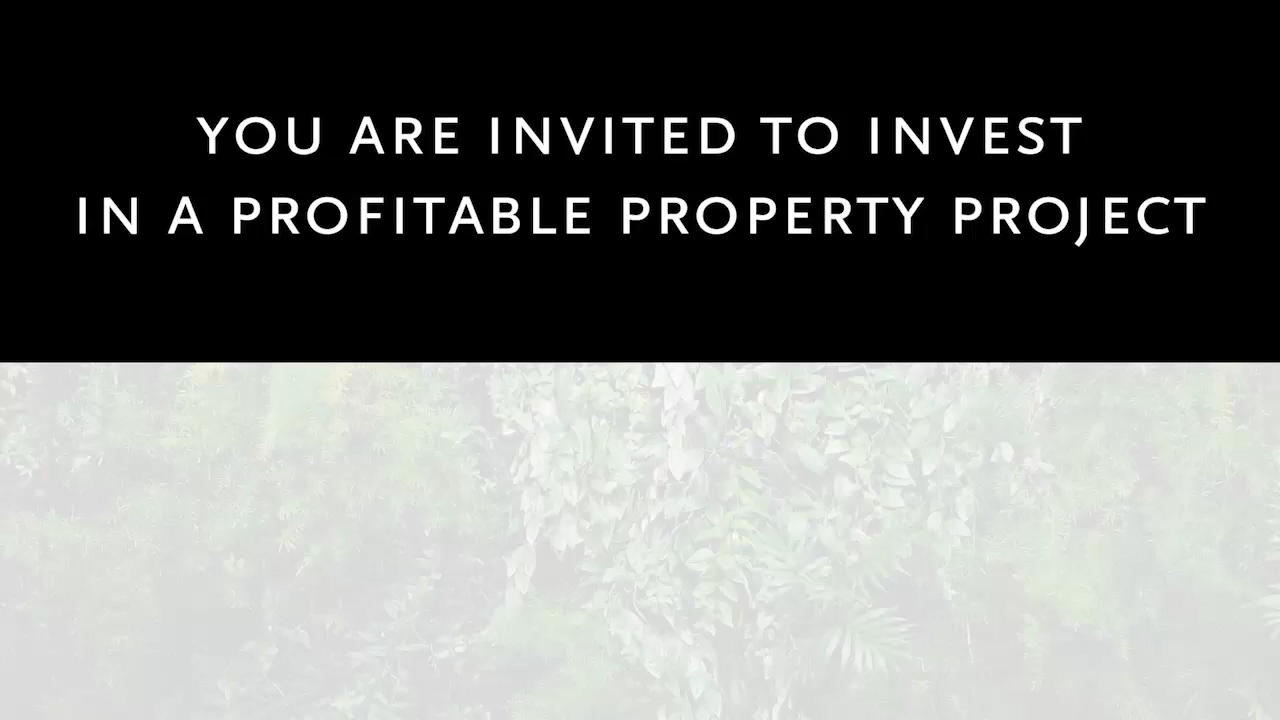 YOU ARE INVITED TO INVEST
IN A PROFITABLE PROPERTY PROJECT